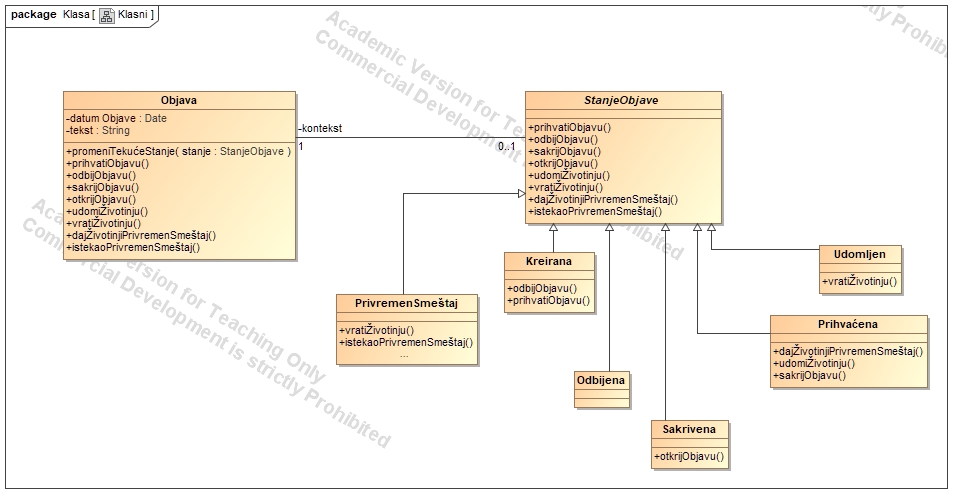 package Klasa [ Klasni ]
Academic Version for Teaching Only
Commercial Development is strictly Prohibited
Objava
-datum Objave : Date
-tekst : String
+promeniTekućeStanje( stanje : StanjeObjave )
+prihvatiObjavu()
+odbijObjavu()
+sakrijObjavu()
+otkrijObjavu()
+udomiŽivotinju()
+vratiŽivotinju()
+dajŽivotinjiPrivremenSmeštaj()
+istekaoPrivremenSmeštaj()
-kontekst
1
0..1
StanjeObjave
+prihvatiObjavu()
+odbijObjavu()
+sakrijObjavu()
+otkrijObjavu()
+udomiŽivotinju()
+vratiŽivotinju()
+dajŽivotinjiPrivremenSmeštaj()
+istekaoPrivremenSmeštaj()
PrivremenSmeštaj
+vratiŽivotinju()
+istekaoPrivremenSmeštaj()
...
Kreirana
+odbijObjavu()
+prihvatiObjavu()
Odbijena
Sakrivena
+otkrijObjavu()
Udomljen
+vratiŽivotinju()
Prihvaćena
+dajŽivotinjiPrivremenSmeštaj()
+udomiŽivotinju()
+sakrijObjavu()
Academic Version for Teaching Only
Commercial Development is strictly Prohibited